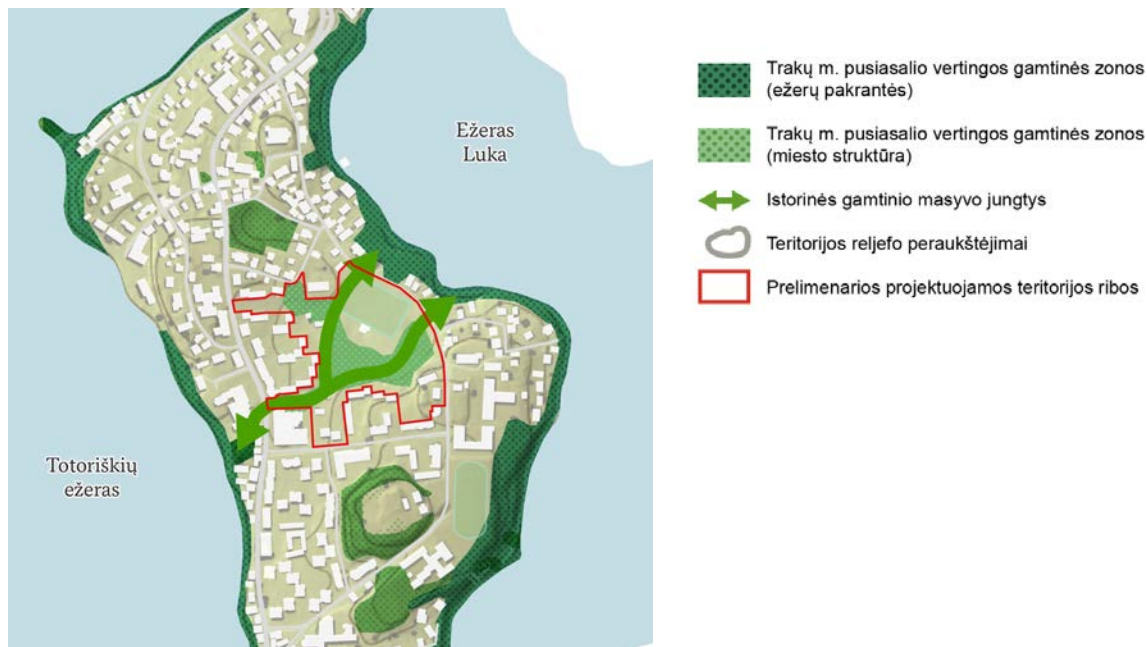 Ežeras
Luka
Totoriškių
ežeras
Trakų m. pusiasalio vertingos gamtinės zonos
(ežerų pakrantės)
Trakų m. pusiasalio vertingos gamtinės zonos
(miesto struktūra)
Istorinės gamtinio masyvo jungtys
Teritorijos reljefo peraukštėjimai
Prelimenarios projektuojamos teritorijos ribos